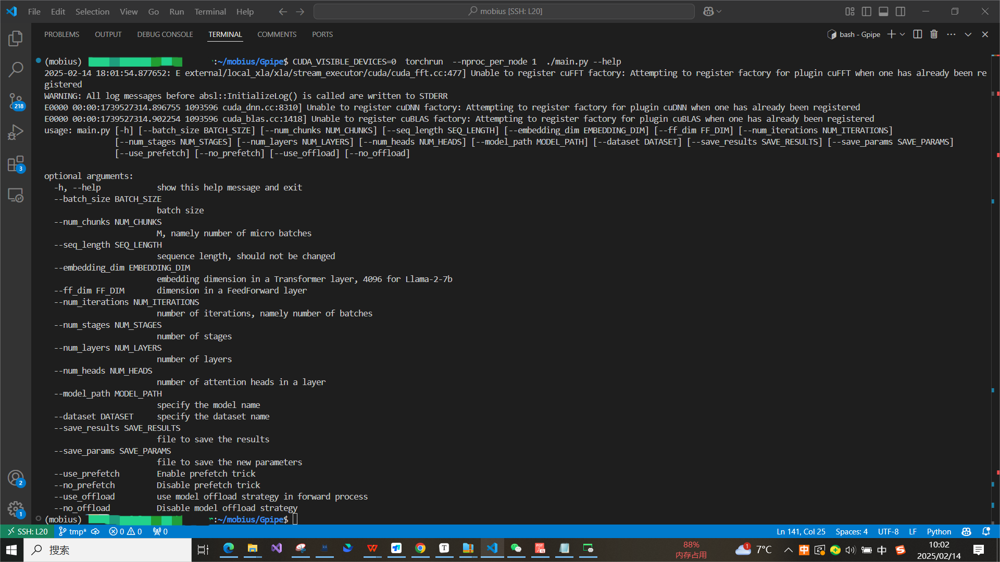 File Edit Selection View Go Run Terminal Help mobius [SSH: L20]
PROBLEMS OUTPUT DEBUG CONSOLE TERMINAL COMMENTS PORTS bash - Gpipe
(mobius) :~/mobius/Gpipe$ CUDA_VISIBLE_DEVICES=0 torchrun --nproc_per_node 1 ./main.py --help
2025-02-14 18:01:54.877652: E external/local_xla/xla/stream_executor/cuda/cuda_fft.cc:477] Unable to register cuFFT factory: Attempting to register factory for plugin cuFFT when one has already been re
gistered
WARNING: All log messages before absl::InitializeLog() is called are written to STDERR
E0000 00:00:1739527314.896755 1093596 cuda_dnn.cc:8310] Unable to register cuDNN factory: Attempting to register factory for plugin cuDNN when one has already been registered
E0000 00:00:1739527314.902254 1093596 cuda_blas.cc:1418] Unable to register cuBLAS factory: Attempting to register factory for plugin cuBLAS when one has already been registered
usage: main.py [-h] [--batch_size BATCH_SIZE] [--num_chunks NUM_CHUNKS] [--seq_length SEQ_LENGTH] [--embedding_dim EMBEDDING_DIM] [--ff_dim FF_DIM] [--num_iterations NUM_ITERATIONS]
[--num_stages NUM_STAGES] [--num_layers NUM_LAYERS] [--num_heads NUM_HEADS] [--model_path MODEL_PATH] [--dataset DATASET] [--save_results SAVE_RESULTS] [--save_params SAVE_PARAMS]
[--use_prefetch] [--no_prefetch] [--use_offload] [--no_offload]
optional arguments:
-h, --help show this help message and exit
--batch_size BATCH_SIZE
batch size
--num_chunks NUM_CHUNKS
M, namely number of micro batches
--seq_length SEQ_LENGTH
sequence length, should not be changed
--embedding_dim EMBEDDING_DIM
embedding dimension in a Transformer layer, 4096 for Llama-2-7b
--ff_dim FF_DIM dimension in a FeedForward layer
--num_iterations NUM_ITERATIONS
number of iterations, namely number of batches
--num_stages NUM_STAGES
number of stages
--num_layers NUM_LAYERS
number of layers
--num_heads NUM_HEADS
number of attention heads in a layer
--model_path MODEL_PATH
specify the model name
--dataset DATASET specify the dataset name
--save_results SAVE_RESULTS
file to save the results
--save_params SAVE_PARAMS
file to save the new parameters
--use_prefetch Enable prefetch trick
--no_prefetch Disable prefetch trick
--use_offload use model offload strategy in forward process
--no_offload Disable model offload strategy
(mobius) :~/mobius/Gpipe$
218
3
2
1
SSH: L20 tmp* 0 0 0 Ln 141, Col 25 Spaces: 4 UTF-8 LF Python
搜索 88% 内存占用 1 7°C 中 中 10:02 2025/02/14